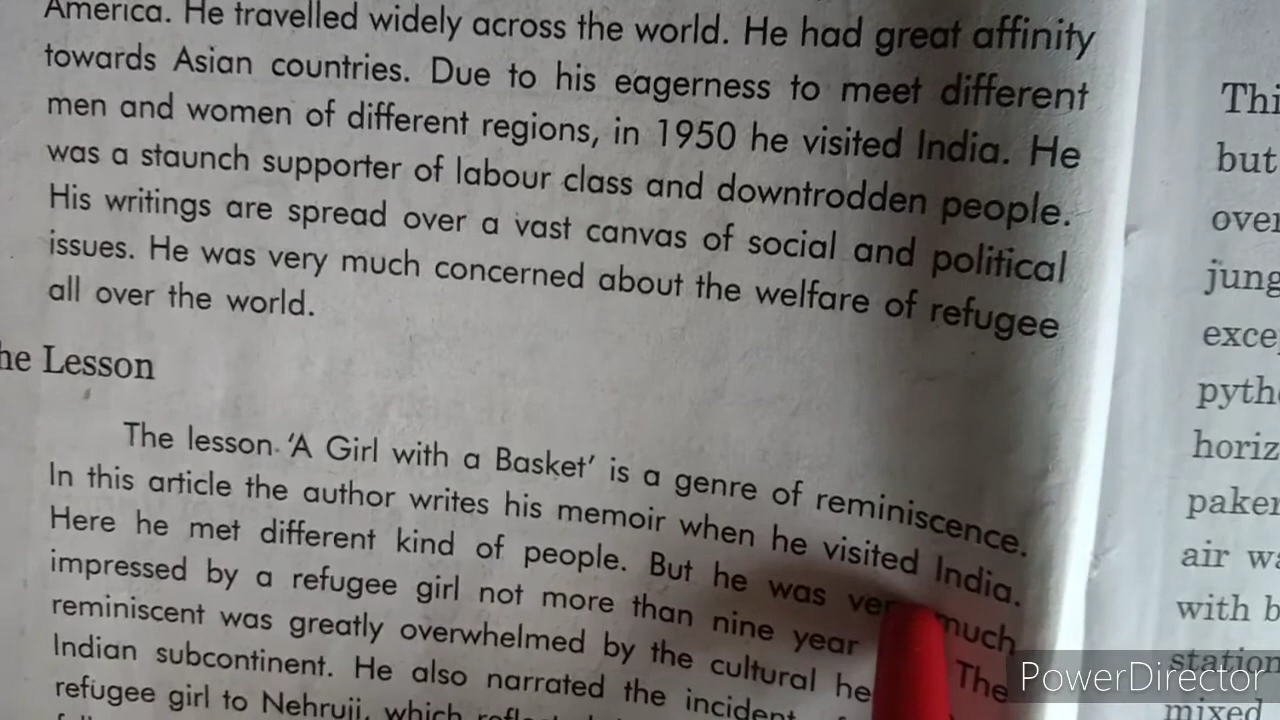 America. He travelled widely across the world. He had great affinity
towards Asian countries. Due to his eagerness to meet different
men and women of different regions, in 1950 he visited India. He
was a staunch supporter of labour class and downtrodden people.
His writings are spread over a vast canvas of social and political
issues. He was very much concerned about the welfare of refugee
all over the world.
he Lesson
The lesson 'A Girl with a Basket' is a genre of reminiscence.
In this article the author writes his memoir when he visited India.
Here he met different kind of people. But he was very much
impressed by a refugee girl not more than nine year The
reminiscent was greatly overwhelmed by the cultural he
Indian subcontinent. He also narrated the incident
refugee girl to Nehruji, which
Thi
but
over
jung
exce
pyth
horiz
paker
air wa
with b
station
mixed
PowerDirector